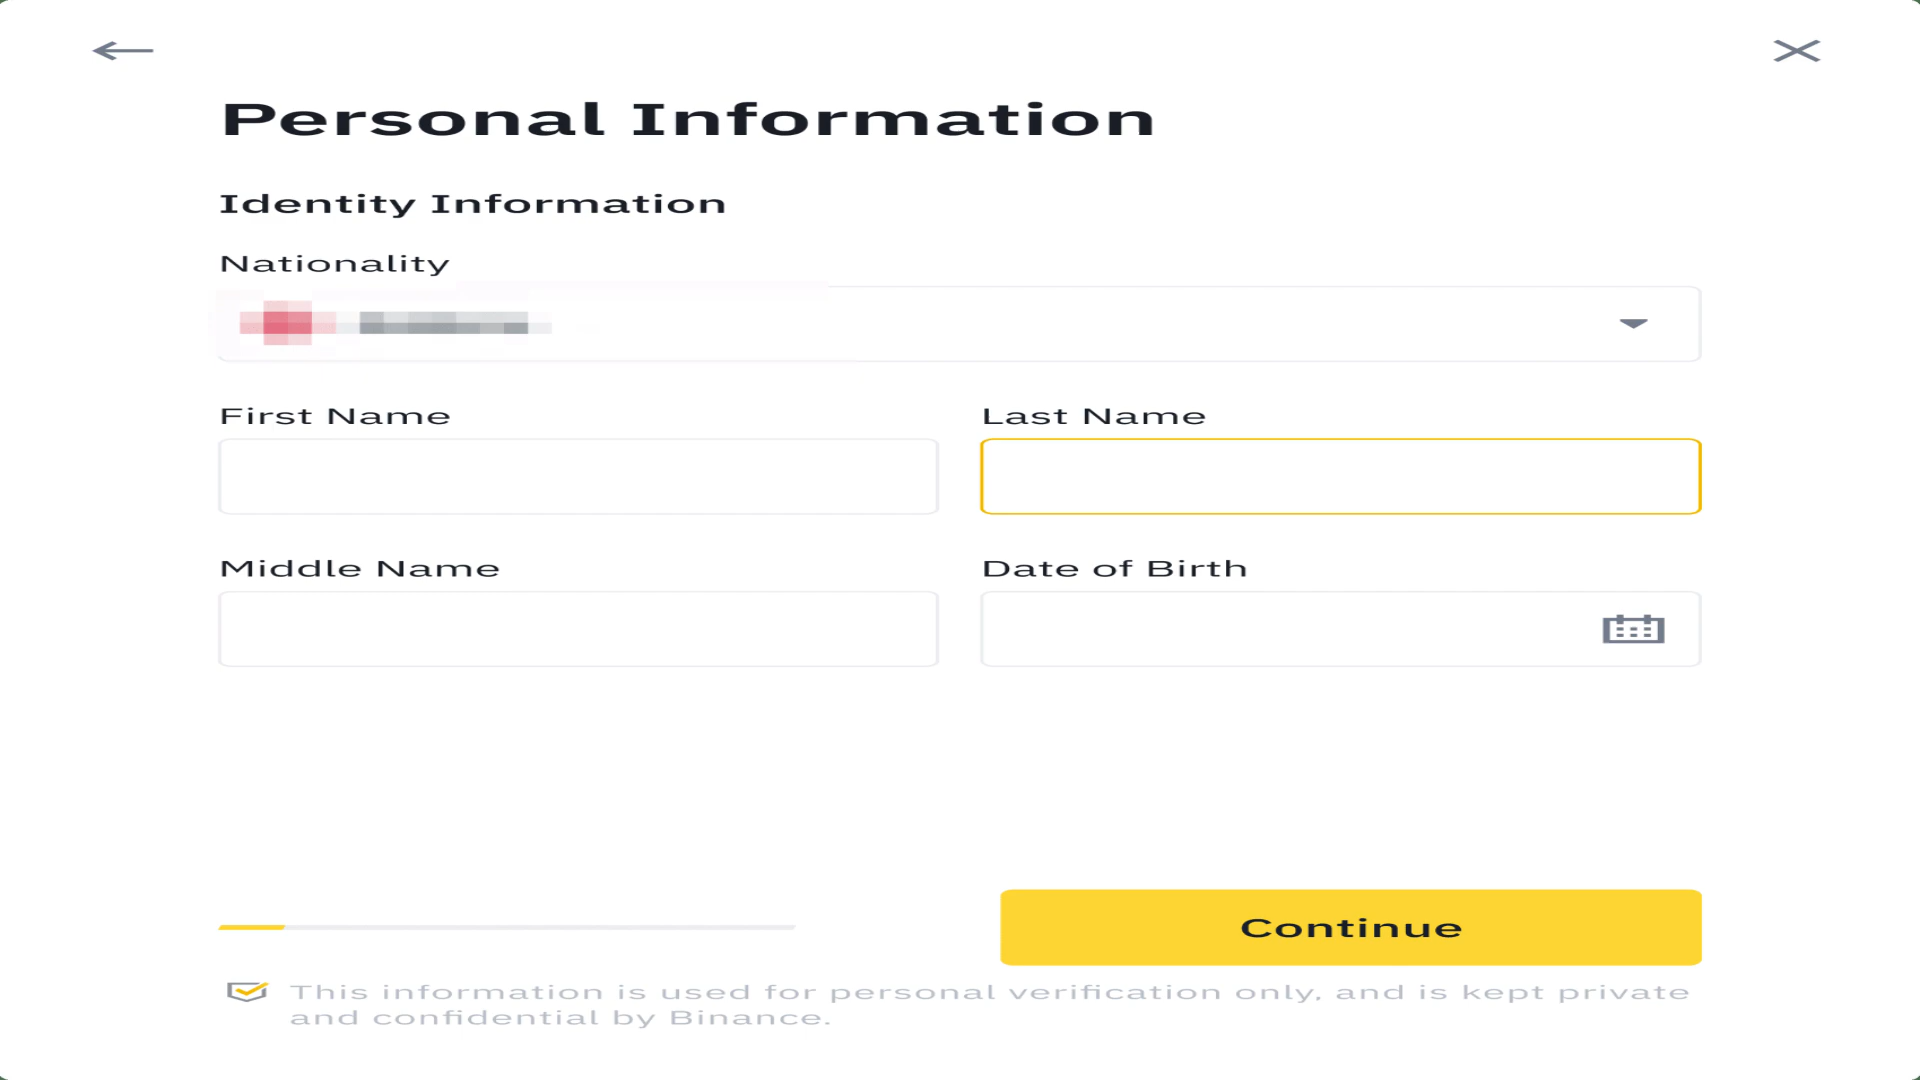 Personal Information
Identity Information
Nationality
First Name
Last Name
Middle Name
Date of Birth
Continue
This information is used for personal verification only, and is kept private
and confidential by Binance.